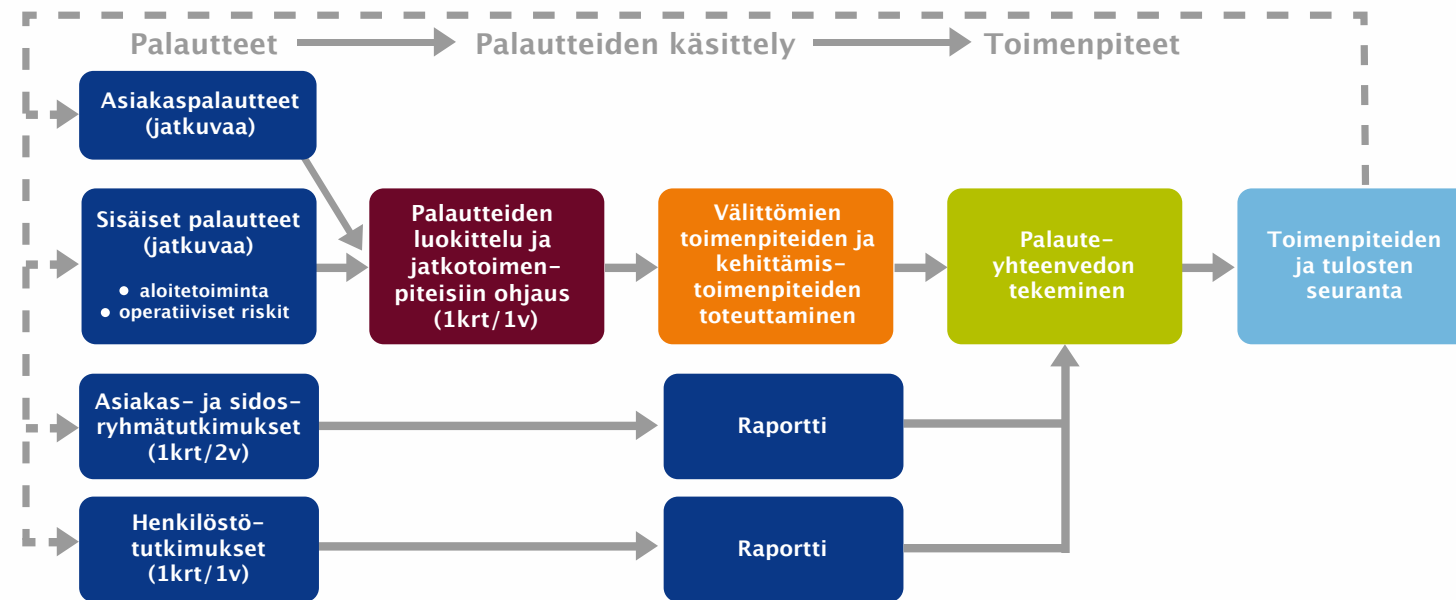 Palautteet
Palautteiden käsittely
Toimenpiteet
Asiakaspalautteet
(jatkuvaa)
Sisäiset palautteet
(jatkuvaa)
• aloitetoiminta
• operatiiviset riskit
Palautteiden
luokittelu ja
jatkotoimen-
piteisiin ohjaus
(1krt/1v)
Välittömien
toimenpiteiden ja
kehittämis-
toimenpiteiden
toteuttaminen
Palaute-
yhteenvedon
tekeminen
Toimenpiteiden
ja tulosten
seuranta
Asiakas- ja sidos-
ryhmätutkimukset
(1krt/2v)
Raportti
Henkilöstö-
tutkimukset
(1krt/1v)
Raportti